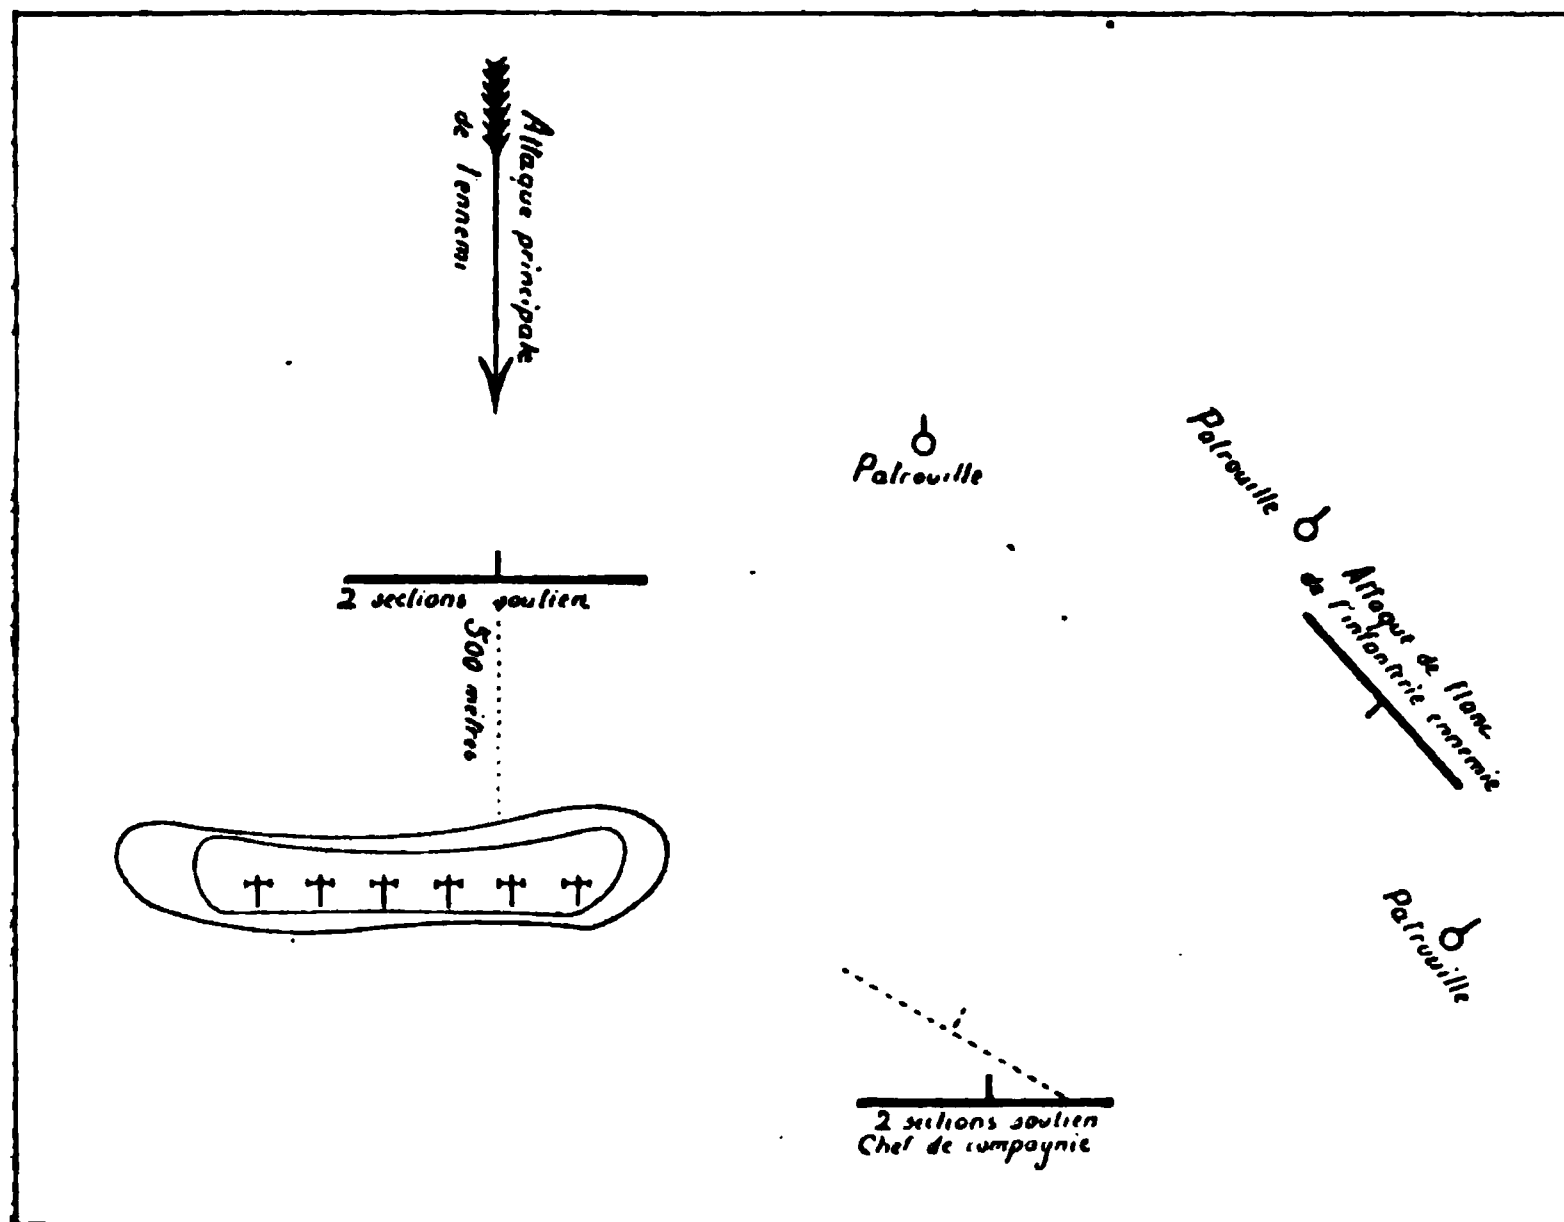 Attaque principale
de l'ennemi
Patrouille
Patrouille
Attaque de flanc
de l'infanterie ennemie
2 sections soutien
500 mètres
Patrouille
2 sections soutien
Chef de compagnie